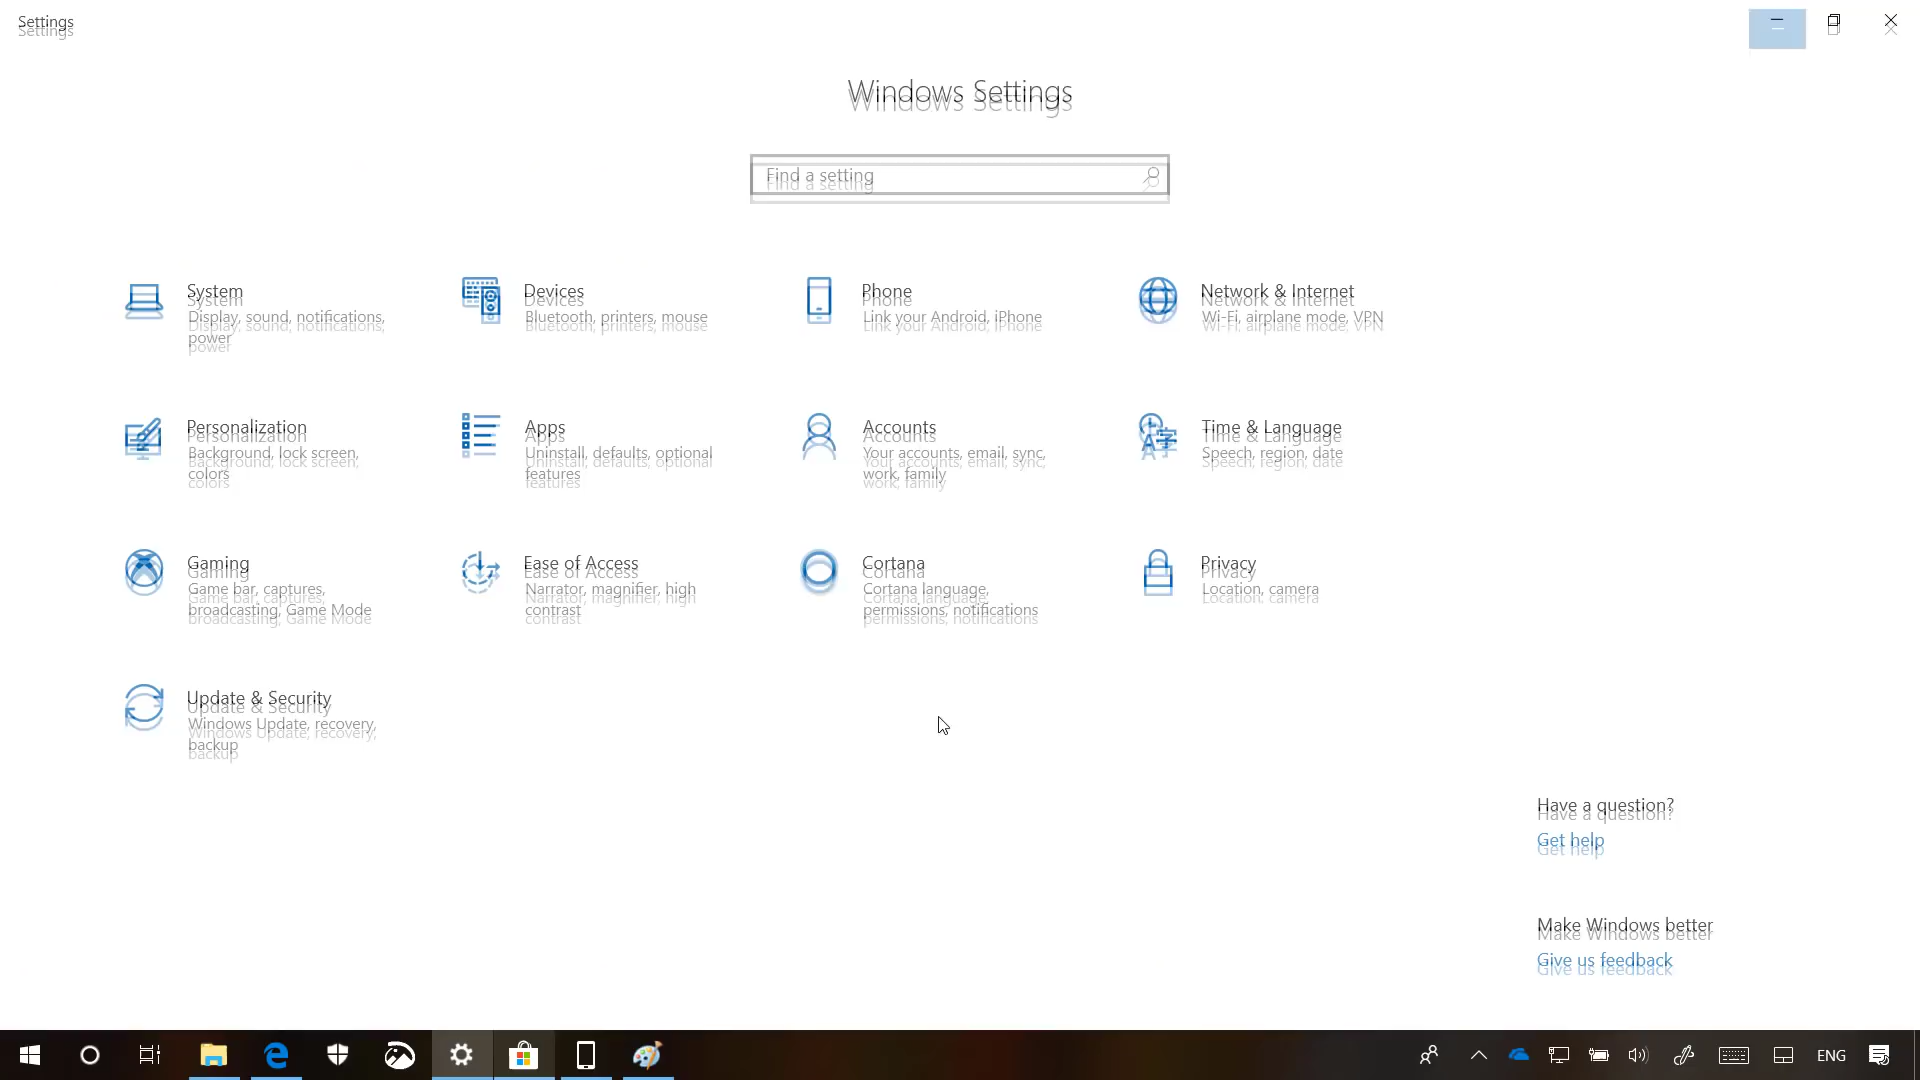 Settings
Windows Settings
Find a setting
System
Display, sound, notifications,
power
Devices
Bluetooth, printers, mouse
Phone
Link your Android, iPhone
Network & Internet
Wi-Fi, airplane mode, VPN
Personalization
Background, lock screen,
colors
Apps
Uninstall, defaults, optional
features
Accounts
Your accounts, email, sync,
work, family
Time & Language
Speech, region, date
Gaming
Game bar, captures,
broadcasting, Game Mode
Ease of Access
Narrator, magnifier, high
contrast
Cortana
Cortana language,
permissions, notifications
Privacy
Location, camera
Update & Security
Windows Update, recovery,
backup
Have a question?
Get help
Make Windows better
Give us feedback
ENG